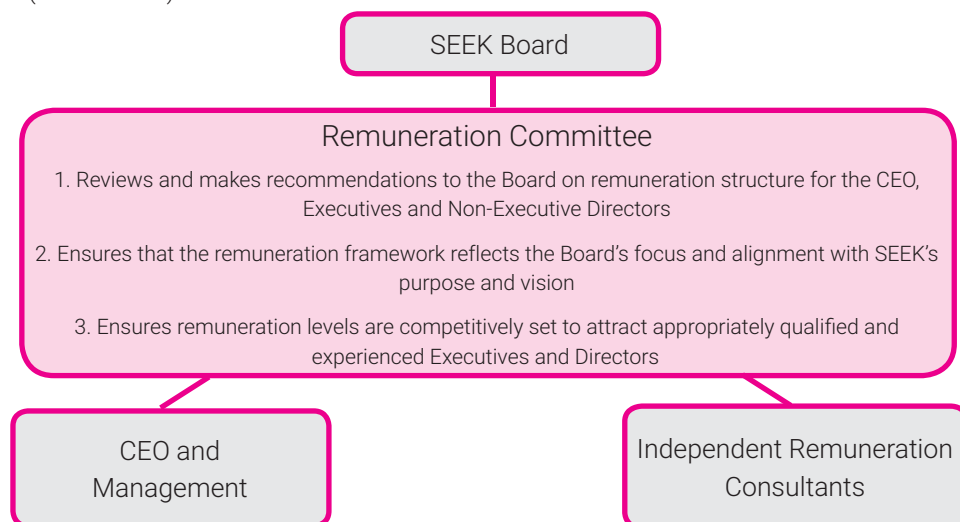 SEEK Board
Remuneration Committee
1. Reviews and makes recommendations to the Board on remuneration structure for the CEO,
Executives and Non-Executive Directors
2. Ensures that the remuneration framework reflects the Board’s focus and alignment with SEEK’s
purpose and vision
3. Ensures remuneration levels are competitively set to attract appropriately qualified and
experienced Executives and Directors
CEO and
Management
Independent Remuneration
Consultants